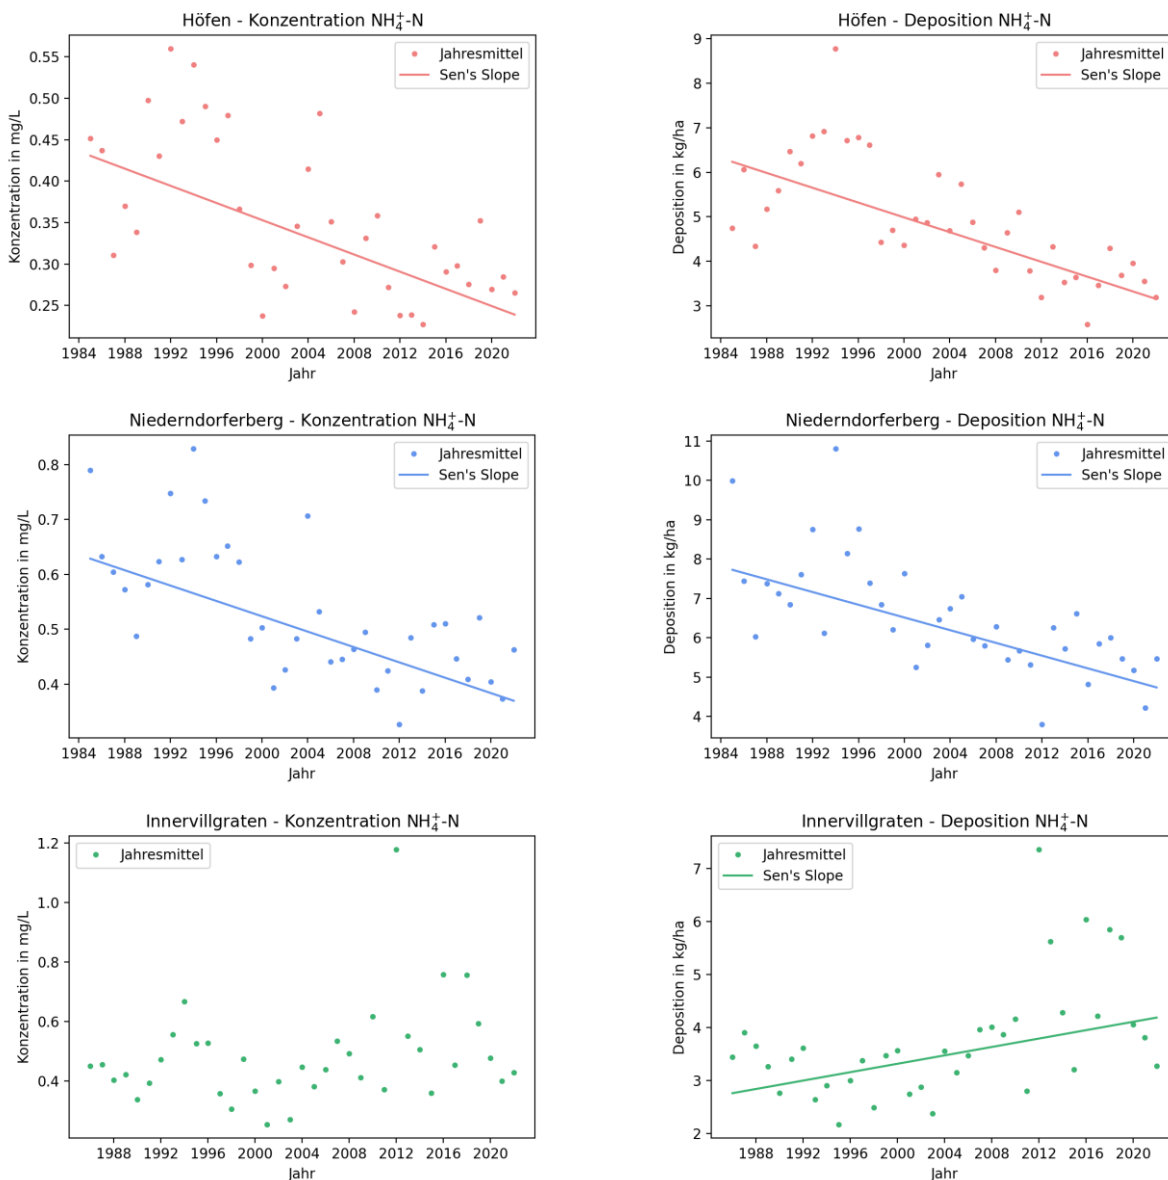 Höfen - Konzentration NH₄⁺-N
Konzentration in mg/L
0.55
0.50
0.45
0.40
0.35
0.30
0.25
Jahresmittel
Sen's Slope
1984 1988 1992 1996 2000 2004 2008 2012 2016 2020
Jahr
Höfen - Deposition NH₄⁺-N
Deposition in kg/ha
9
8
7
6
5
4
3
Jahresmittel
Sen's Slope
1984 1988 1992 1996 2000 2004 2008 2012 2016 2020
Jahr
Niederndorferberg - Konzentration NH₄⁺-N
Konzentration in mg/L
0.8
0.7
0.6
0.5
0.4
Jahresmittel
Sen's Slope
1984 1988 1992 1996 2000 2004 2008 2012 2016 2020
Jahr
Niederndorferberg - Deposition NH₄⁺-N
Deposition in kg/ha
11
10
9
8
7
6
5
4
Jahresmittel
Sen's Slope
1984 1988 1992 1996 2000 2004 2008 2012 2016 2020
Jahr
Innervillgraten - Konzentration NH₄⁺-N
Konzentration in mg/L
1.2
1.0
0.8
0.6
0.4
Jahresmittel
1988 1992 1996 2000 2004 2008 2012 2016 2020
Jahr
Innervillgraten - Deposition NH₄⁺-N
Deposition in kg/ha
7
6
5
4
3
2
Jahresmittel
Sen's Slope
1988 1992 1996 2000 2004 2008 2012 2016 2020
Jahr